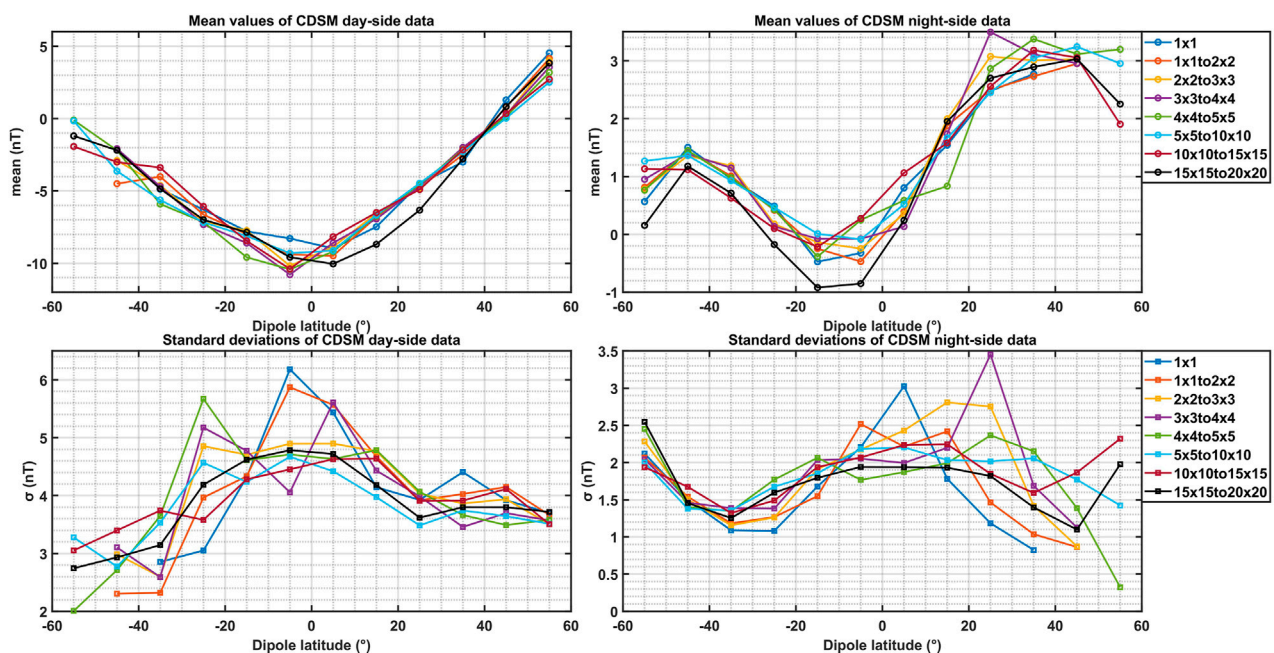 Mean values of CDSM day-side data
mean (nT)
5
0
-5
-10
-60
-40
-20
0
20
40
60
Dipole latitude (°)
Mean values of CDSM night-side data
mean (nT)
3
2
1
0
-1
-60
-40
-20
0
20
40
60
Dipole latitude (°)
1x1
1x1to2x2
2x2to3x3
3x3to4x4
4x4to5x5
5x5to10x10
10x10to15x15
15x15to20x20
Standard deviations of CDSM day-side data
σ (nT)
6
5
4
3
2
-60
-40
-20
0
20
40
60
Dipole latitude (°)
Standard deviations of CDSM night-side data
σ (nT)
3.5
3
2.5
2
1.5
1
0.5
0
-60
-40
-20
0
20
40
60
Dipole latitude (°)
1x1
1x1to2x2
2x2to3x3
3x3to4x4
4x4to5x5
5x5to10x10
10x10to15x15
15x15to20x20